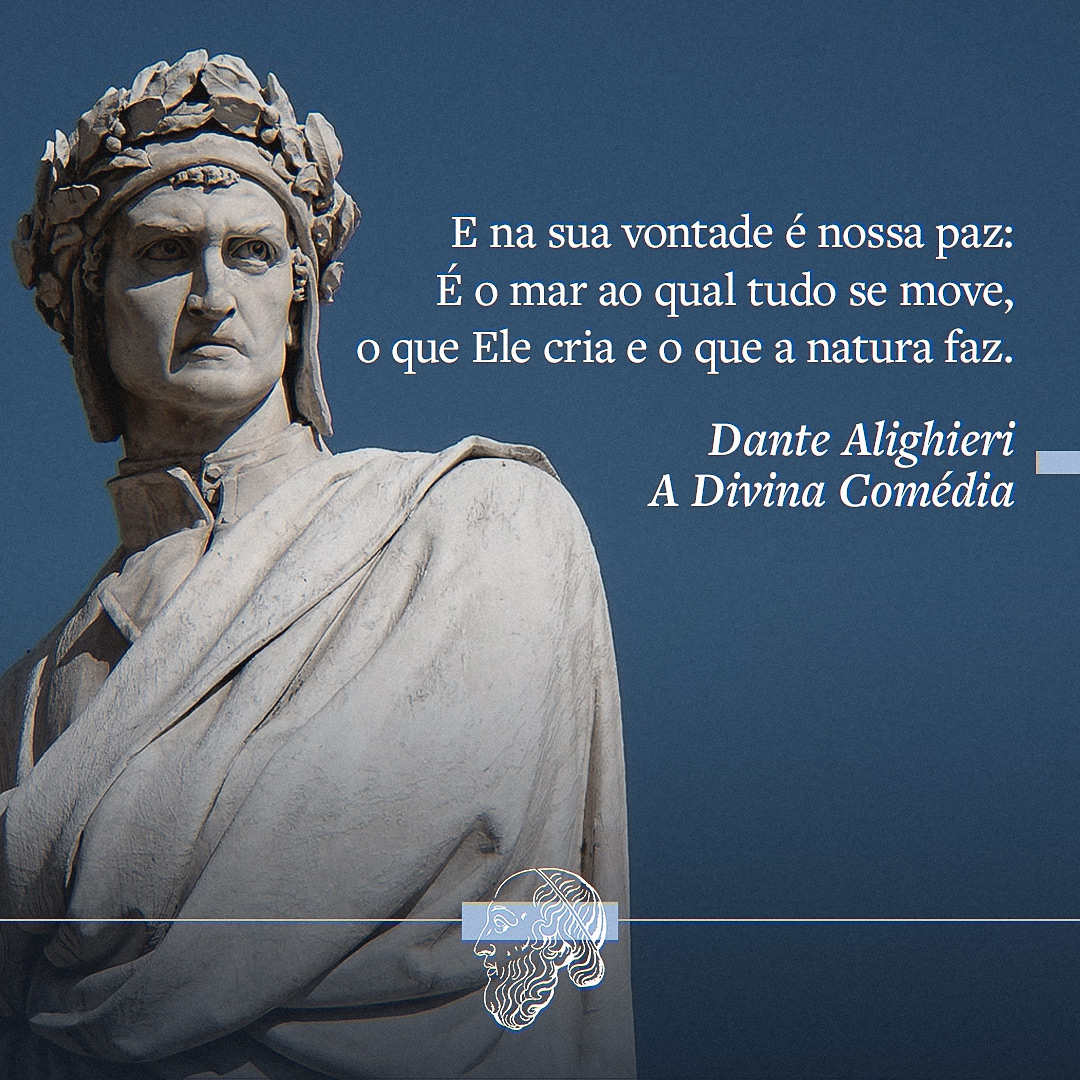 E na sua vontade é nossa paz:
É o mar ao qual tudo se move,
o que Ele cria e o que a natura faz.
Dante Alighieri
A Divina Comédia